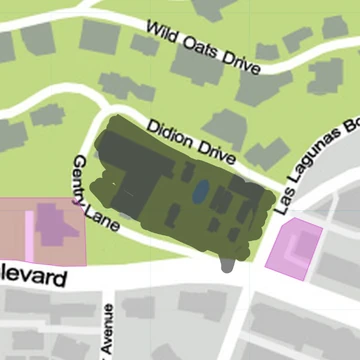 Wild Oats Drive
Didion Drive
Las Lagunas Bo
Gentry Lane
levard
Avenue